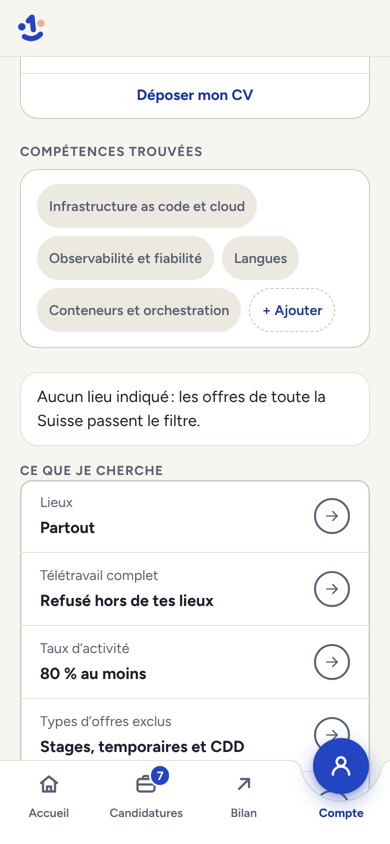 Déposer mon CV
COMPÉTENCES TROUVÉES
Infrastructure as code et cloud
Observabilité et fiabilité
Langues
Conteneurs et orchestration
+ Ajouter
Aucun lieu indiqué : les offres de toute la
Suisse passent le filtre.
CE QUE JE CHERCHE
Lieux
Partout
Télétravail complet
Refusé hors de tes lieux
Taux d’activité
80 % au moins
Types d’offres exclus
Stages, temporaires et CDD
7
Accueil
Candidatures
Bilan
Compte